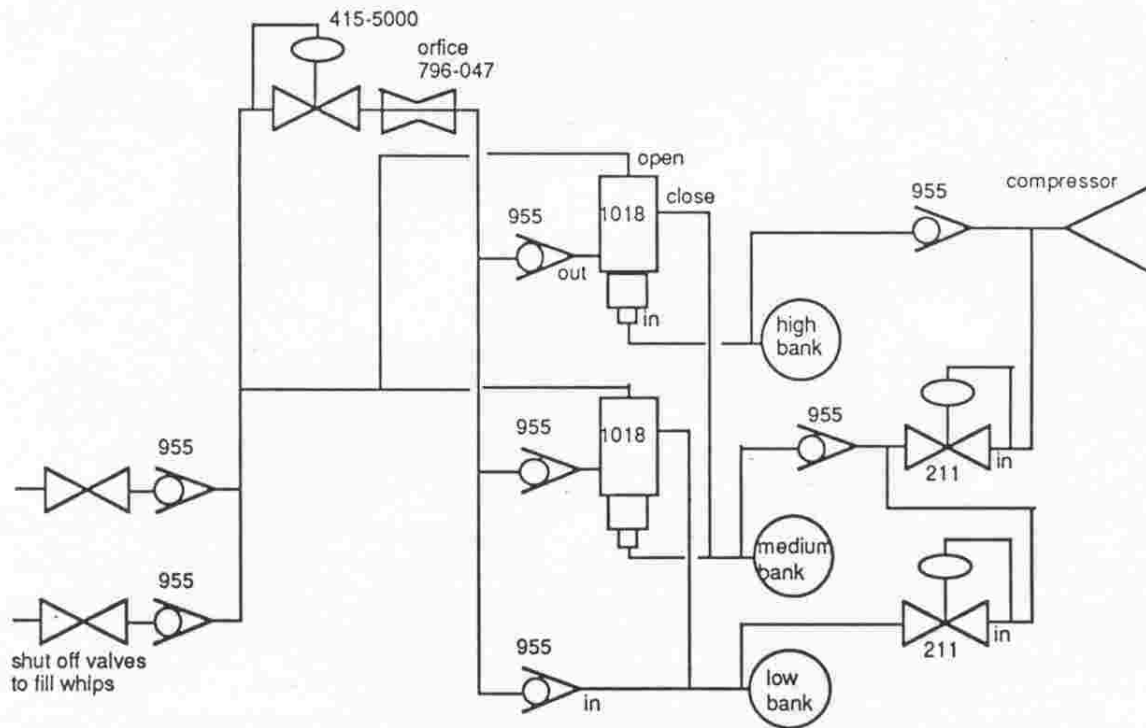 415-5000
orfice
796-047
open
close
1018
955
out
in
955
compressor
high
bank
955
1018
955
211
in
955
medium
bank
955
shut off valves
to fill whips
955
in
low
bank
211
in